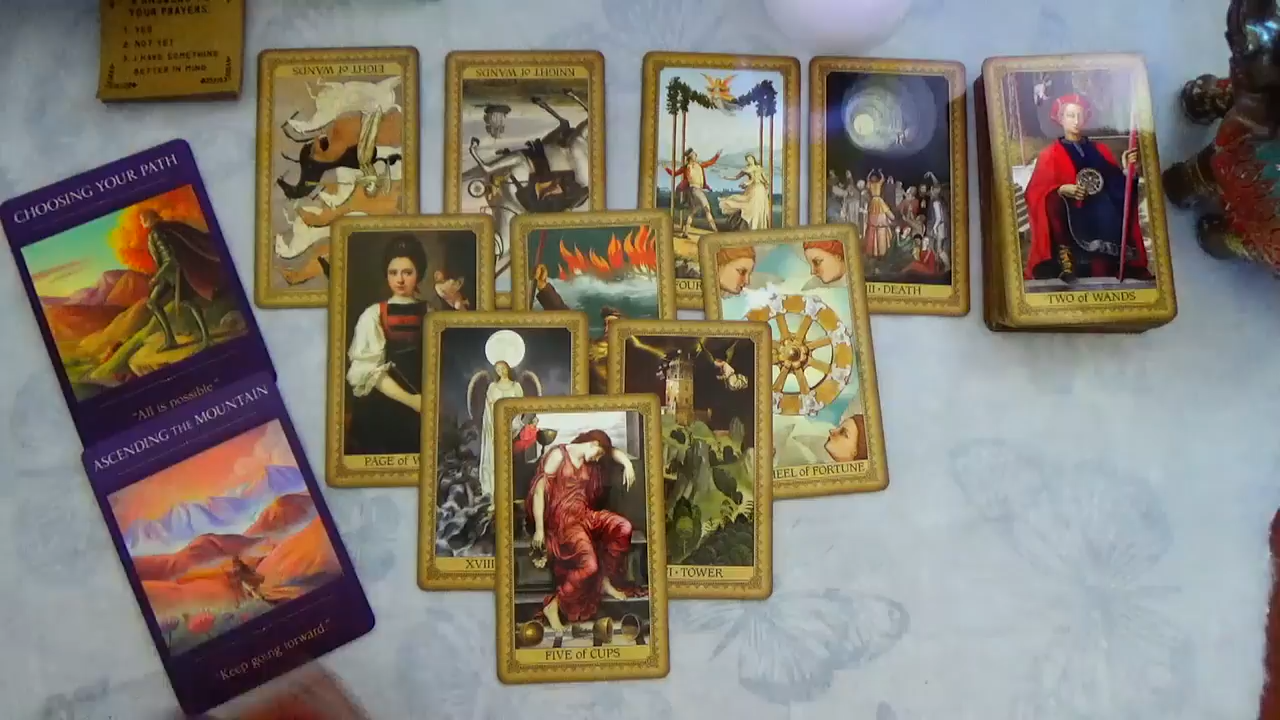 YOUR PRAYERS
1. YES
2. NOT YET
3. I HAVE SOMETHING
BETTER IN MIND
EIGHT of WANDS
KNIGHT of WANDS
FOUR
II · DEATH
TWO of WANDS
CHOOSING YOUR PATH
"All is possible"
PAGE of W
HEEL of FORTUNE
ASCENDING THE MOUNTAIN
"Keep going forward."
XVIII
I · TOWER
FIVE of CUPS